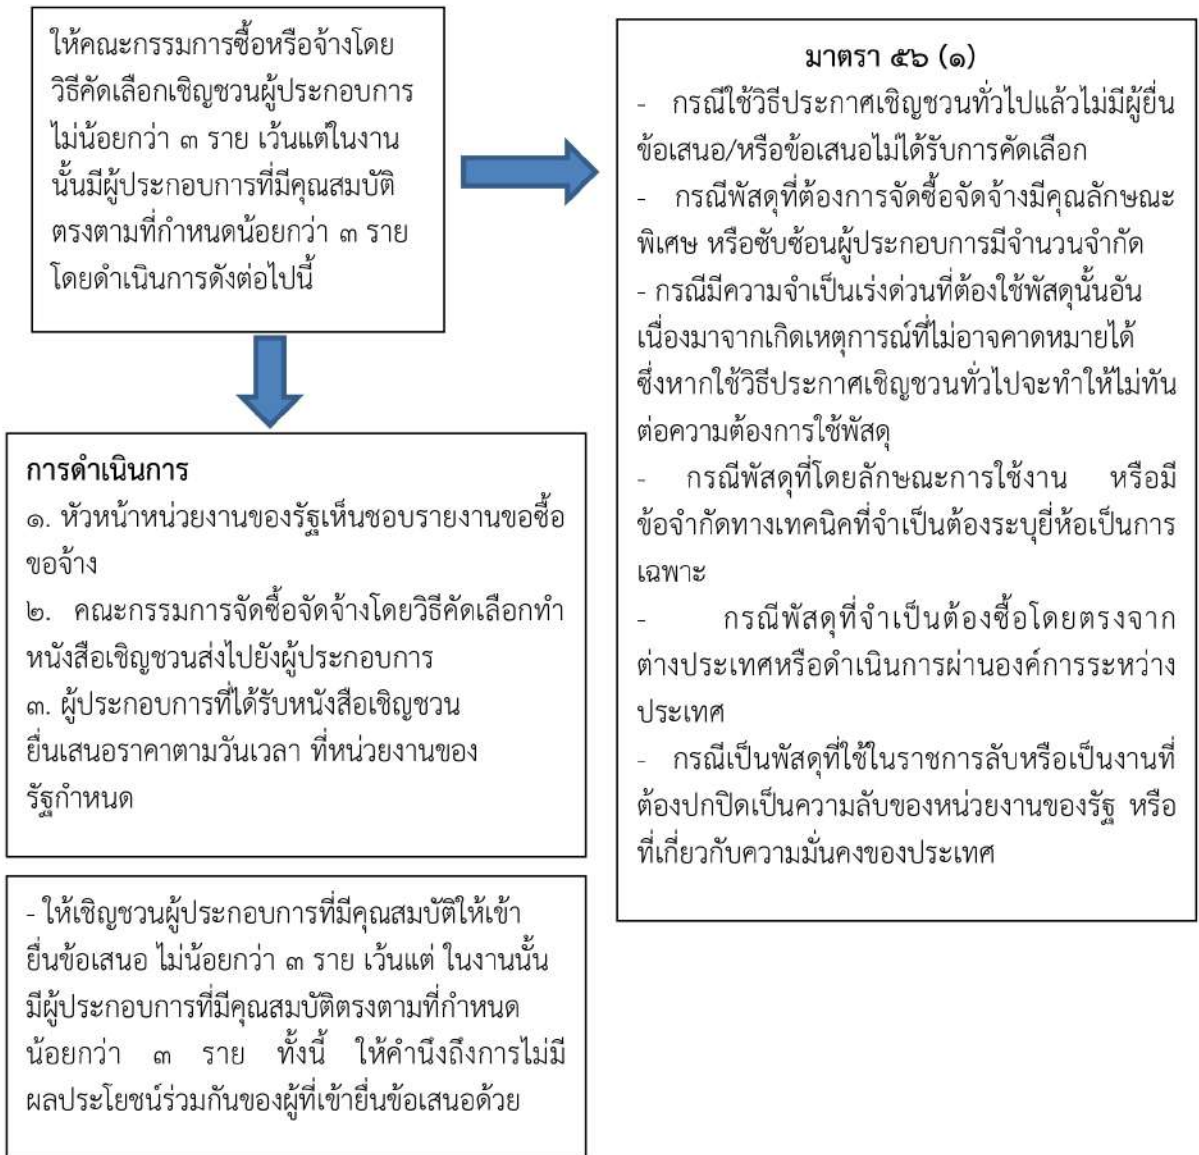 ให้คณะกรรมการซื้อหรือจ้างโดย
วิธีคัดเลือกเชิญชวนผู้ประกอบการ
ไม่น้อยกว่า ๓ ราย เว้นแต่ในงาน
นั้นมีผู้ประกอบการที่มีคุณสมบัติ
ตรงตามที่กำหนดน้อยกว่า ๓ ราย
โดยดำเนินการดังต่อไปนี้
มาตรา ๕๖ (๑)
- กรณีใช้วิธีประกาศเชิญชวนทั่วไปแล้วไม่มีผู้ยื่น
ข้อเสนอ/หรือข้อเสนอไม่ได้รับการคัดเลือก
- กรณีพัสดุที่ต้องการจัดซื้อจัดจ้างมีคุณลักษณะ
พิเศษ หรือซับซ้อนผู้ประกอบการมีจำนวนจำกัด
- กรณีมีความจำเป็นเร่งด่วนที่ต้องใช้พัสดุนั้นอัน
เนื่องมาจากเกิดเหตุการณ์ที่ไม่อาจคาดหมายได้
ซึ่งหากใช้วิธีประกาศเชิญชวนทั่วไปจะทำให้ไม่ทัน
ต่อความต้องการใช้พัสดุ
- กรณีพัสดุที่โดยลักษณะการใช้งาน หรือมี
ข้อจำกัดทางเทคนิคที่จำเป็นต้องระบุยี่ห้อเป็นการ
เฉพาะ
- กรณีพัสดุที่จำเป็นต้องซื้อโดยตรงจาก
ต่างประเทศหรือดำเนินการผ่านองค์การระหว่าง
ประเทศ
- กรณีเป็นพัสดุที่ใช้ในราชการลับหรือเป็นงานที่
ต้องปกปิดเป็นความลับของหน่วยงานของรัฐ หรือ
ที่เกี่ยวกับความมั่นคงของประเทศ
การดำเนินการ
๑. หัวหน้าหน่วยงานของรัฐเห็นชอบรายงานขอซื้อ
ขอจ้าง
๒. คณะกรรมการจัดซื้อจัดจ้างโดยวิธีคัดเลือกทำ
หนังสือเชิญชวนส่งไปยังผู้ประกอบการ
๓. ผู้ประกอบการที่ได้รับหนังสือเชิญชวน
ยื่นเสนอราคาตามวันเวลา ที่หน่วยงานของ
รัฐกำหนด
- ให้เชิญชวนผู้ประกอบการที่มีคุณสมบัติให้เข้า
ยื่นข้อเสนอ ไม่น้อยกว่า ๓ ราย เว้นแต่ ในงานนั้น
มีผู้ประกอบการที่มีคุณสมบัติตรงตามที่กำหนด
น้อยกว่า ๓ ราย ทั้งนี้ ให้คำนึงถึงการไม่มี
ผลประโยชน์ร่วมกันของผู้ที่เข้ายื่นข้อเสนอด้วย